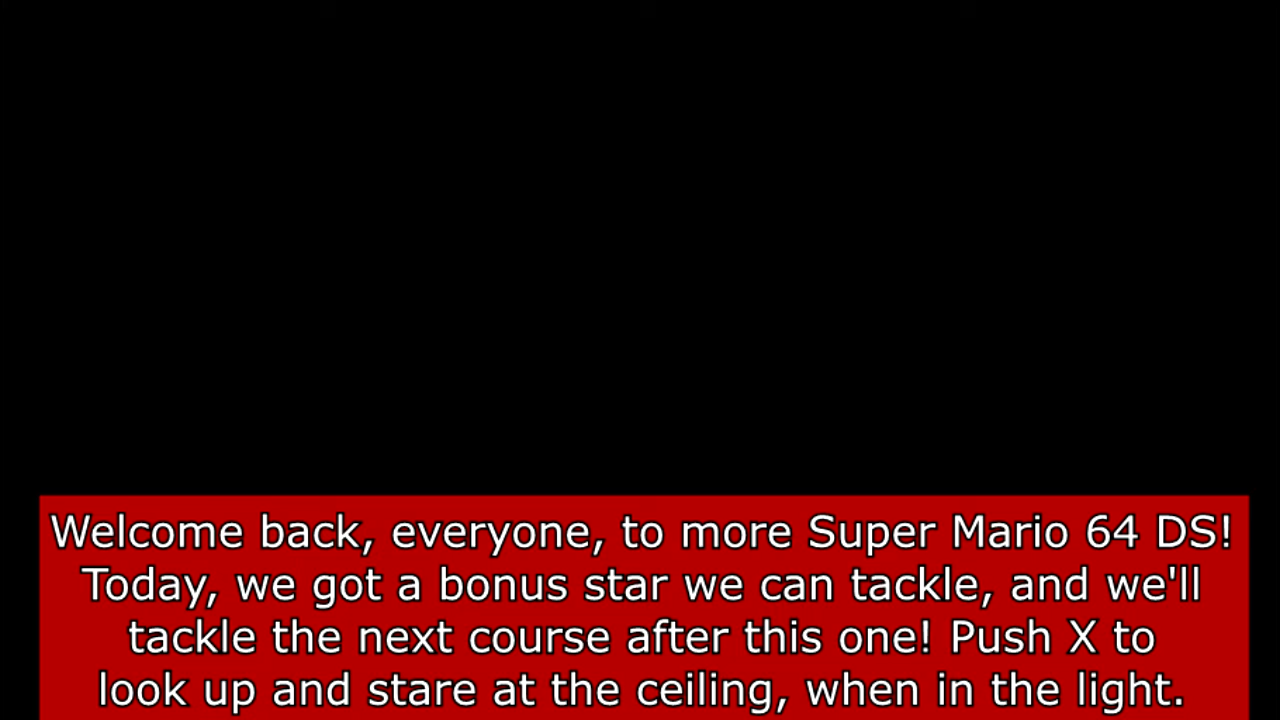 Welcome back, everyone, to more Super Mario 64 DS!
Today, we got a bonus star we can tackle, and we'll
tackle the next course after this one! Push X to
look up and stare at the ceiling, when in the light.